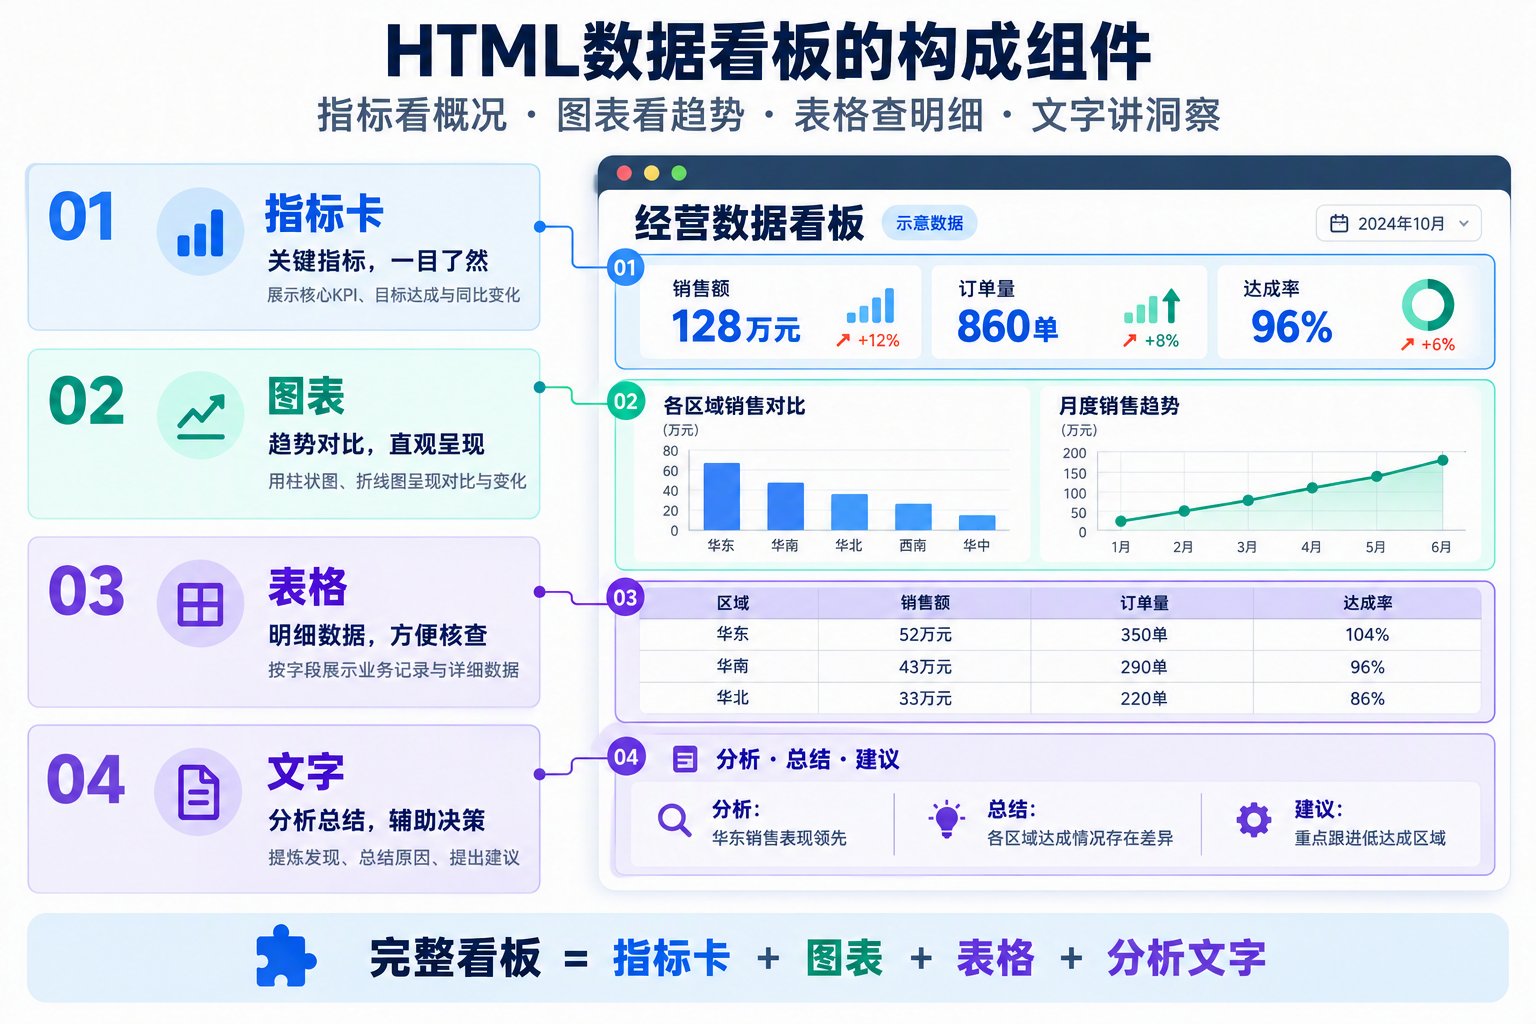 HTML数据看板的构成组件
指标看概况 · 图表看趋势 · 表格查明细 · 文字讲洞察
01
指标卡
关键指标，一目了然
展示核心KPI、目标达成与同比变化
02
图表
趋势对比，直观呈现
用柱状图、折线图呈现对比与变化
03
表格
明细数据，方便核查
按字段展示业务记录与详细数据
04
文字
分析总结，辅助决策
提炼发现、总结原因、提出建议
经营数据看板 示意数据 2024年10月
01
销售额
128万元
+12%
订单量
860单
+8%
达成率
96%
+6%
02
各区域销售对比
(万元)
80
60
40
20
0
华东 华南 华北 西南 华中
月度销售趋势
(万元)
200
150
100
50
0
1月 2月 3月 4月 5月 6月
03
区域 销售额 订单量 达成率
华东 52万元 350单 104%
华南 43万元 290单 96%
华北 33万元 220单 86%
04
分析 · 总结 · 建议
分析：
华东销售表现领先
总结：
各区域达成情况存在差异
建议：
重点跟进低达成区域
完整看板 = 指标卡 + 图表 + 表格 + 分析文字